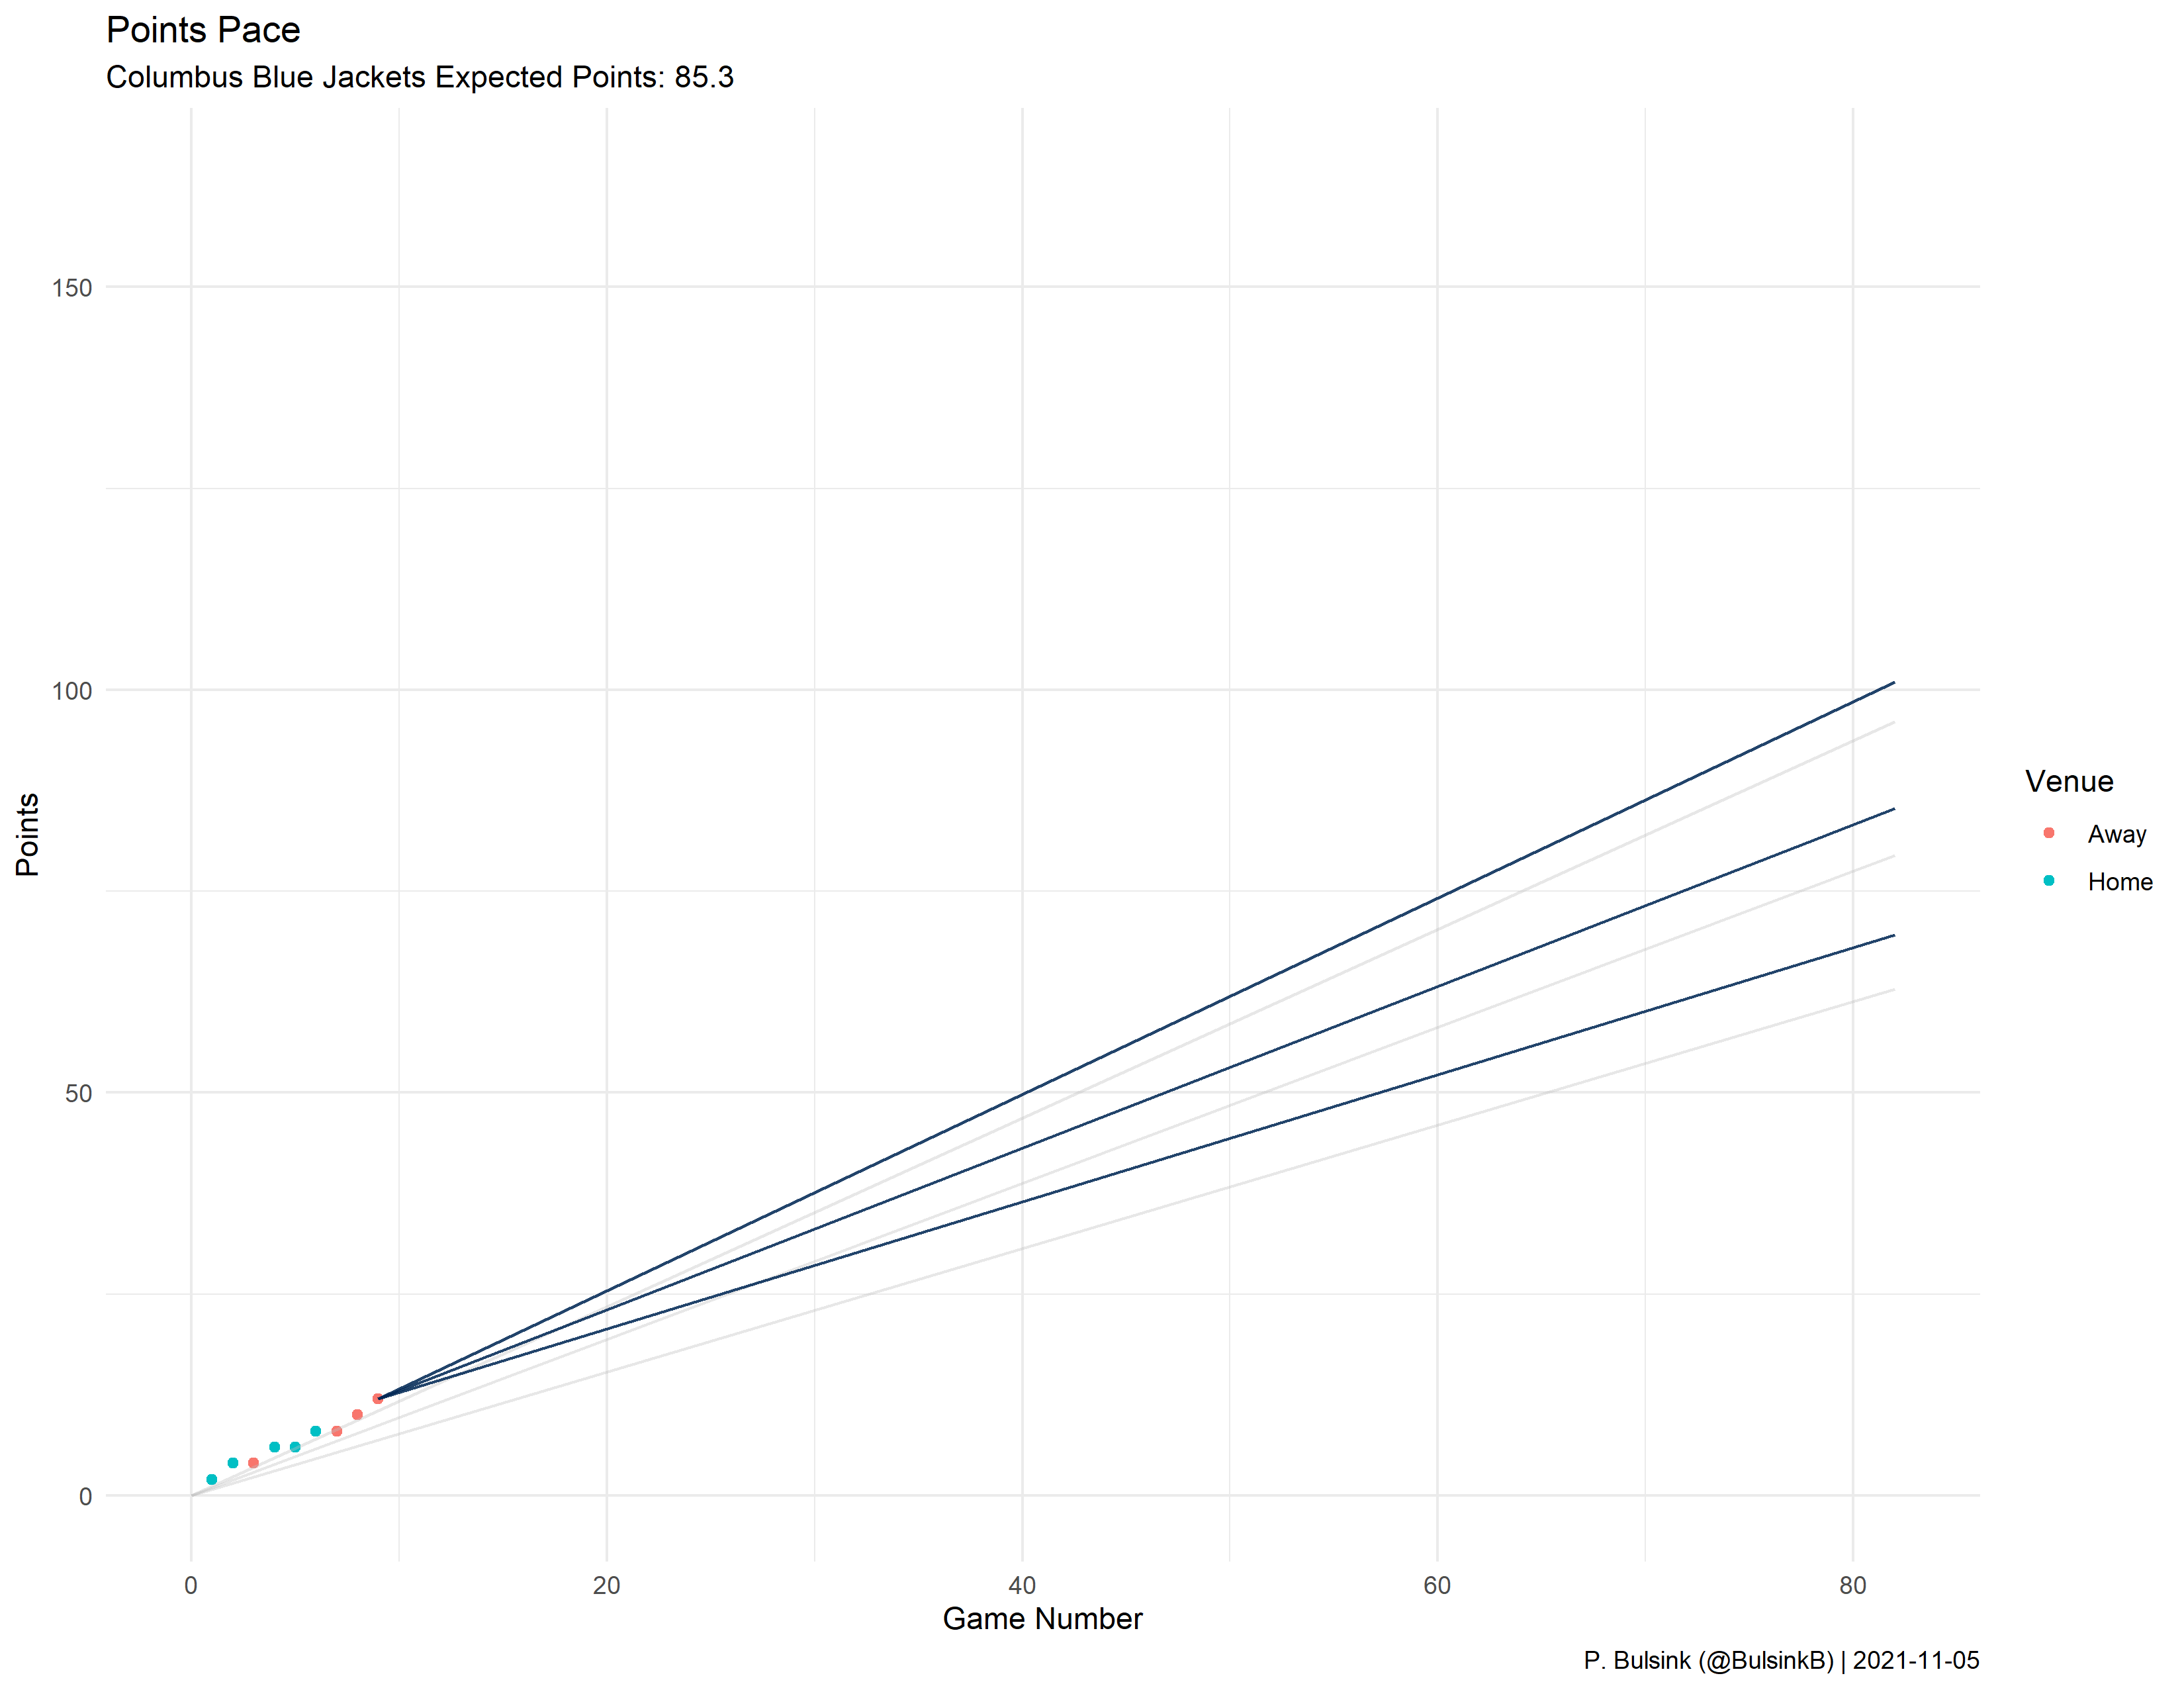 Points Pace
Columbus Blue Jackets Expected Points: 85.3
150
100
50
0
Points
0 20 40 60 80
Game Number
Venue
Away
Home
P. Bulsink (@BulsinkB) | 2021-11-05